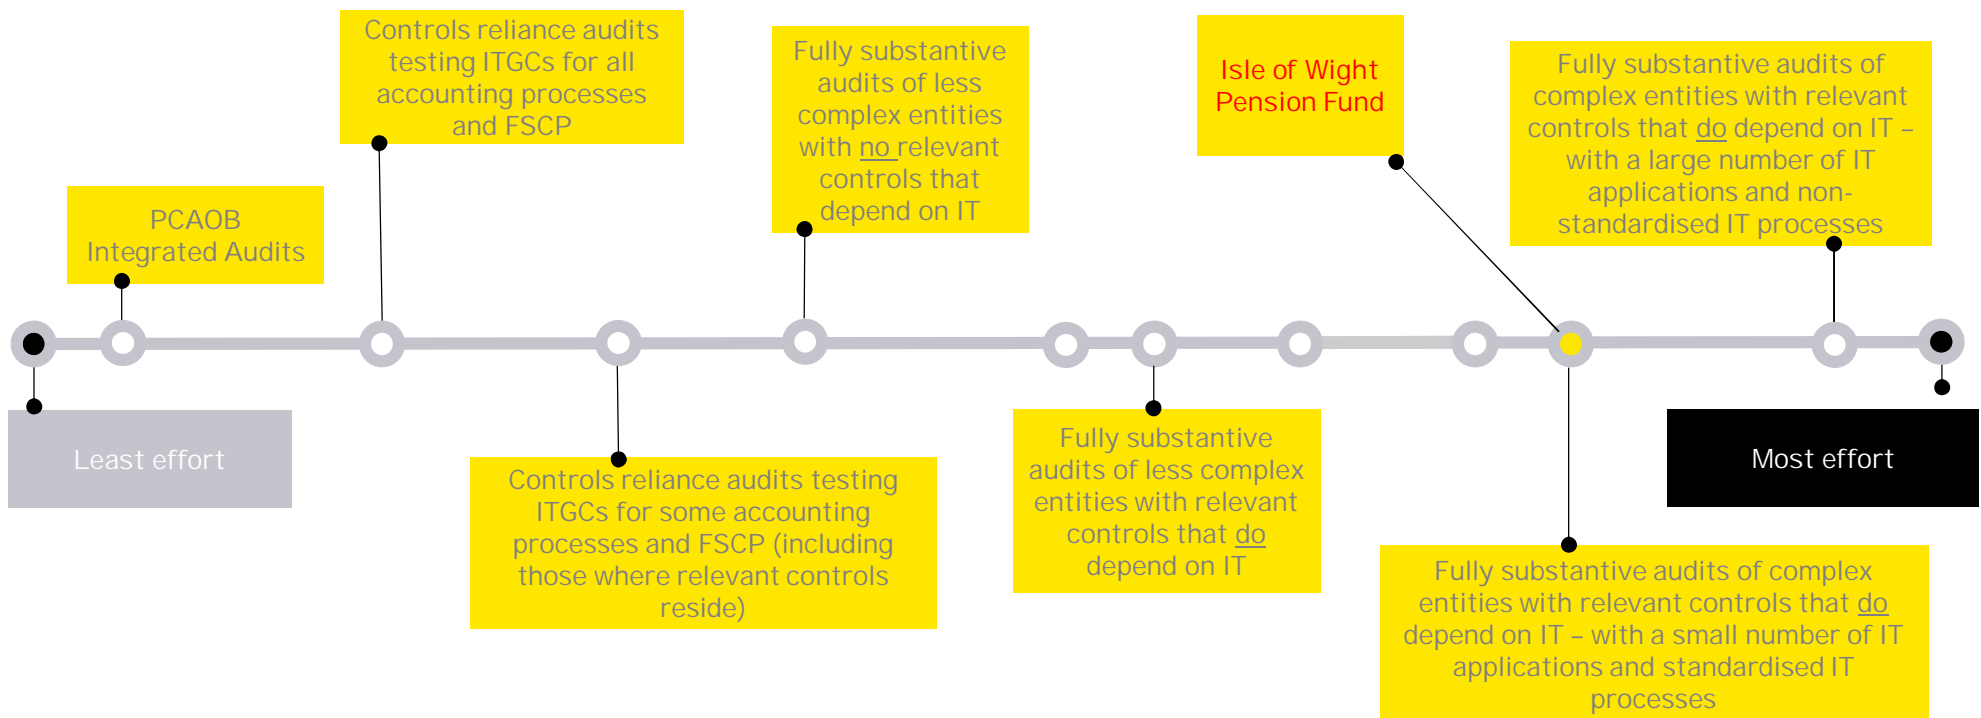 Controls reliance audits
testing ITGCs for all
accounting processes
and FSCP
Fully substantive
audits of less
complex entities
with no relevant
controls that
depend on IT
Isle of Wight
Pension Fund
Fully substantive audits of
complex entities with relevant
controls that do depend on IT –
with a large number of IT
applications and non-
standardised IT processes
PCAOB
Integrated Audits
Least effort
Controls reliance audits testing
ITGCs for some accounting
processes and FSCP (including
those where relevant controls
reside)
Fully substantive
audits of less complex
entities with relevant
controls that do
depend on IT
Most effort
Fully substantive audits of complex
entities with relevant controls that do
depend on IT – with a small number of IT
applications and standardised IT
processes